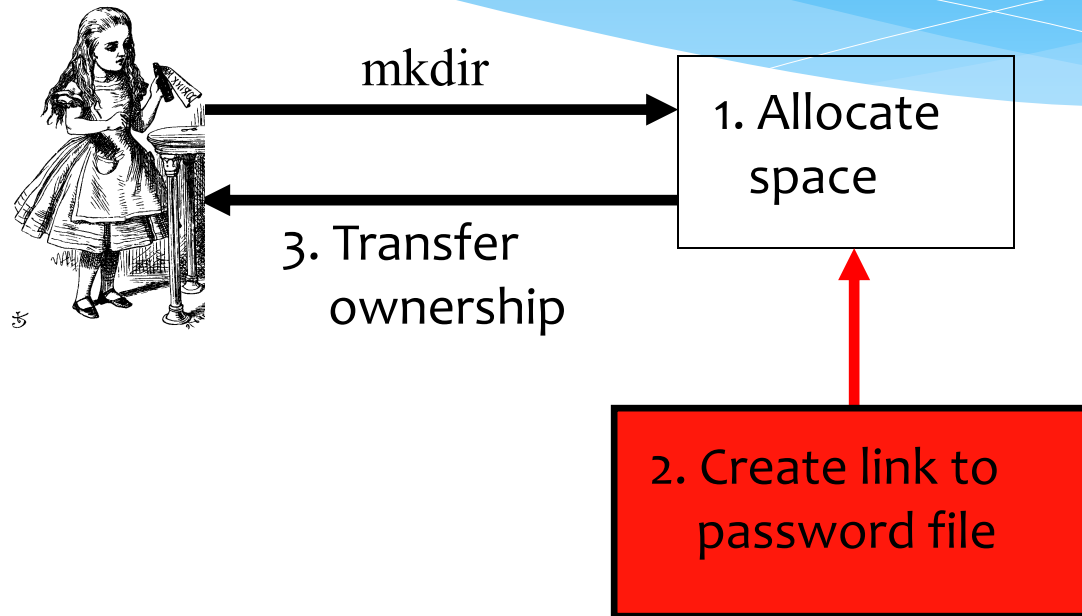 mkdir
1. Allocate
space
3. Transfer
ownership
2. Create link to
password file